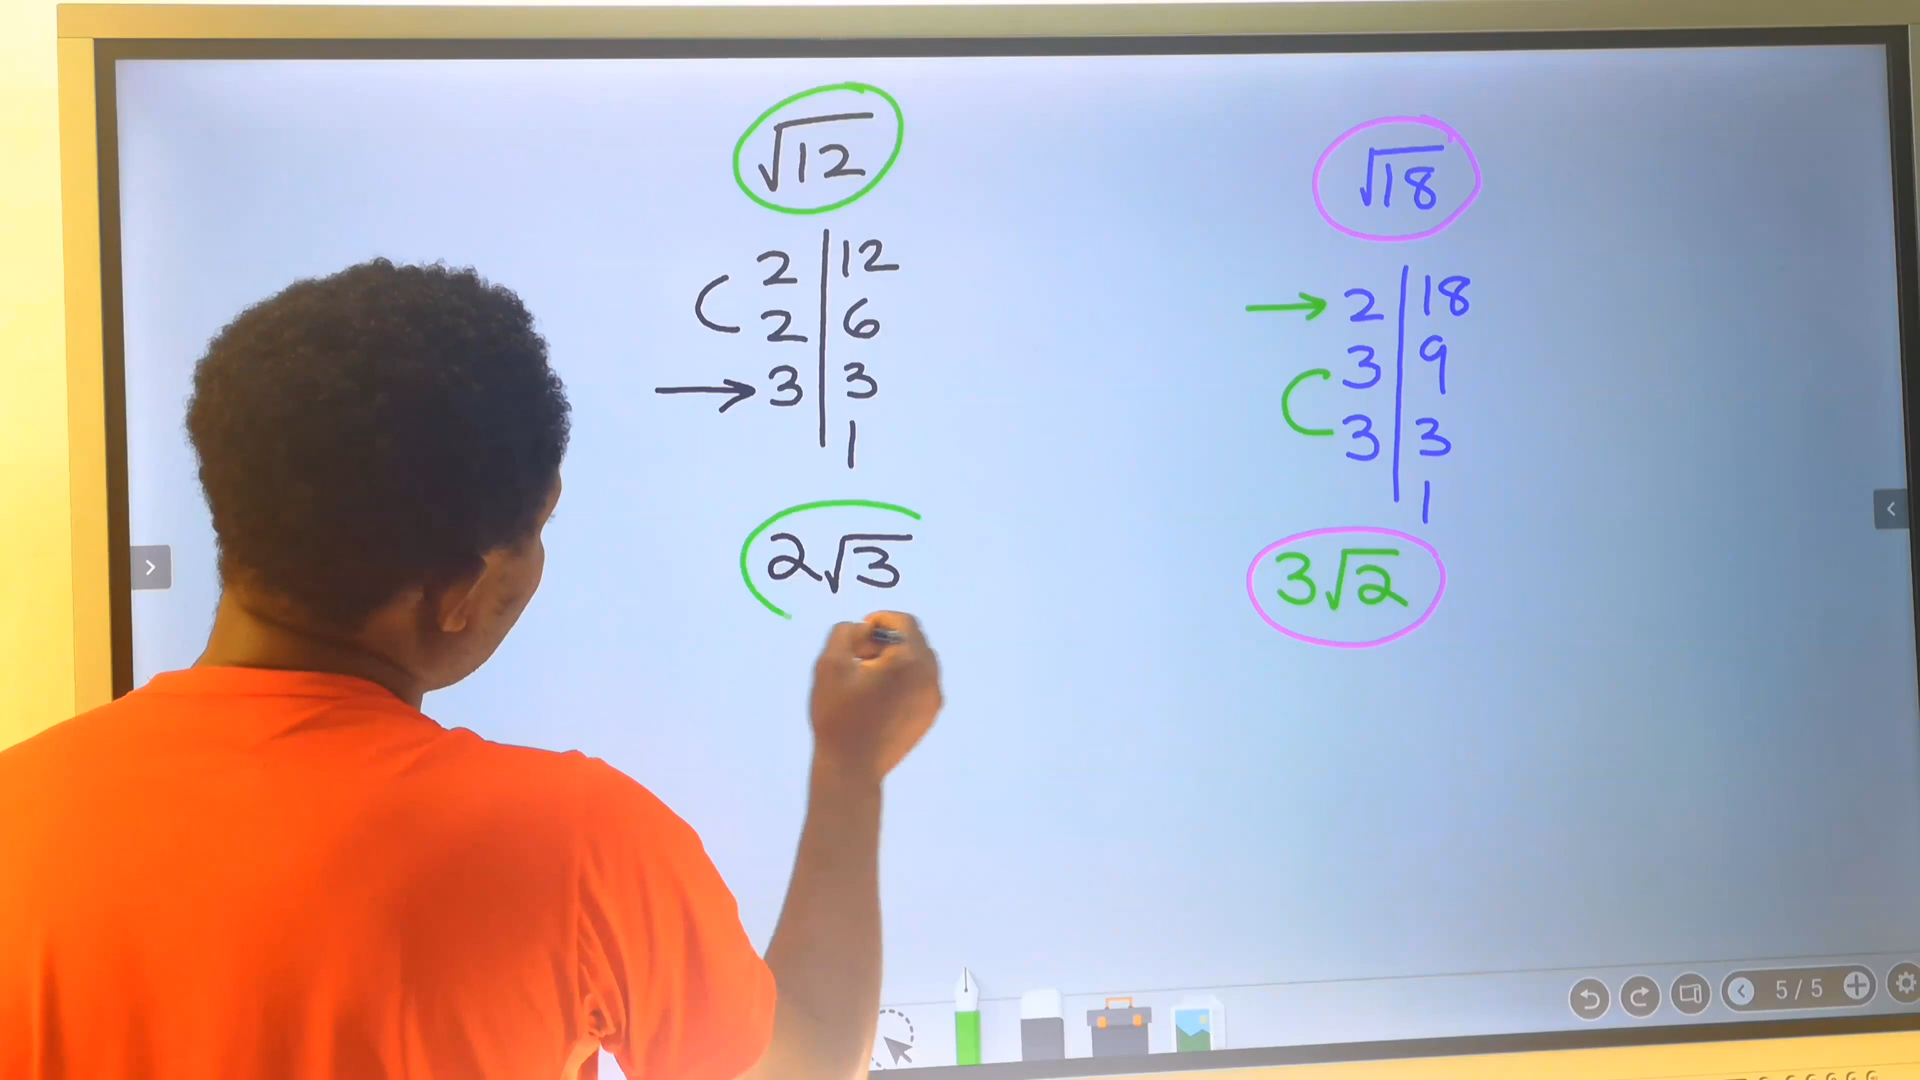 √12
2 | 12
2 | 6
3 | 3
1
2√3
√18
2 | 18
3 | 9
3 | 3
1
3√2
5 / 5